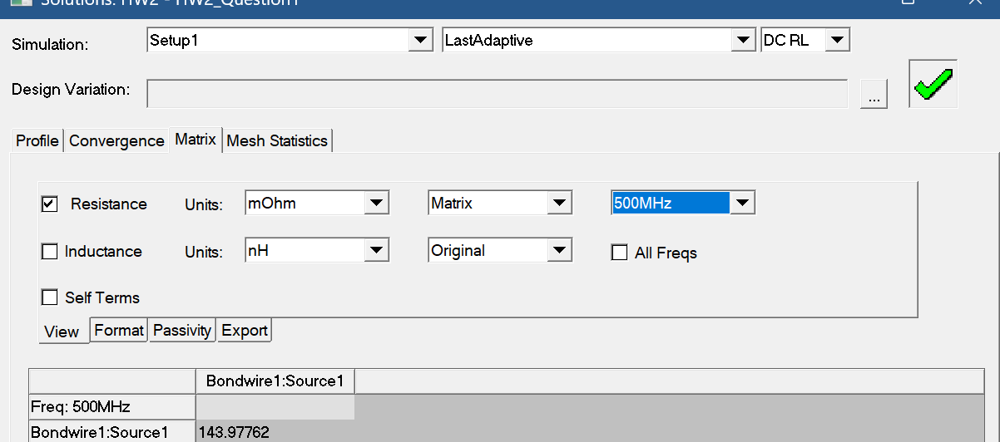 Solutions: HW2 - HW2_Question1
Simulation: Setup1 LastAdaptive DC RL
Design Variation: ...
Profile Convergence Matrix Mesh Statistics
Resistance Units: mOhm Matrix 500MHz
Inductance Units: nH Original All Freqs
Self Terms
View Format Passivity Export
Bondwire1:Source1
Freq: 500MHz
Bondwire1:Source1 143.97762